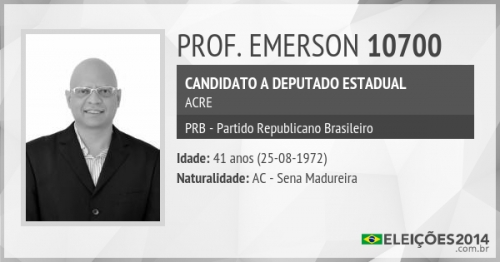 PROF. EMERSON 10700
CANDIDATO A DEPUTADO ESTADUAL
ACRE
PRB - Partido Republicano Brasileiro
Idade: 41 anos (25-08-1972)
Naturalidade: AC - Sena Madureira
ELEIÇÕES2014
.com.br